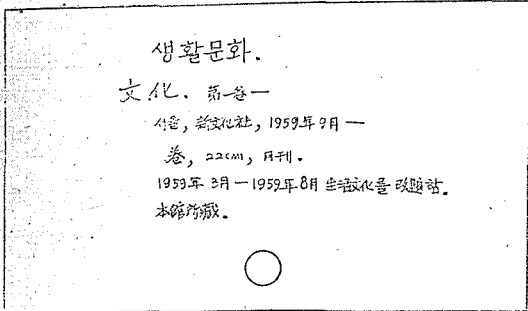 생활문화.
文化. 第一卷—
서울, 新文化社, 1959年9月—
卷, 22cm, 月刊.
1959年 3月—1959年8月 生活文化를 改題함.
本館所藏.